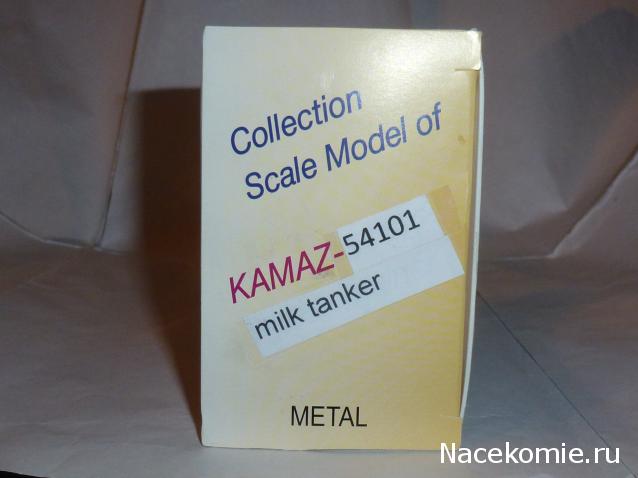 Collection
Scale Model of
KAMAZ-54101
milk tanker
METAL
Nacekomie.ru